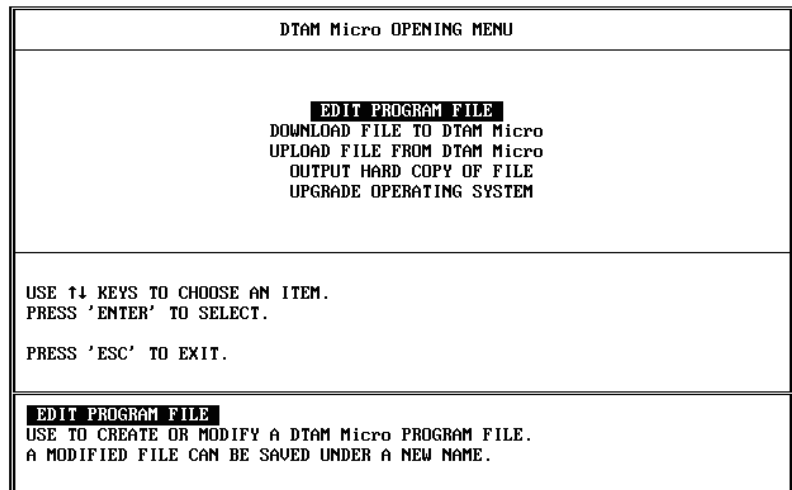 DTAM Micro OPENING MENU
EDIT PROGRAM FILE
DOWNLOAD FILE TO DTAM Micro
UPLOAD FILE FROM DTAM Micro
OUTPUT HARD COPY OF FILE
UPGRADE OPERATING SYSTEM
USE ↑↓ KEYS TO CHOOSE AN ITEM.
PRESS 'ENTER' TO SELECT.
PRESS 'ESC' TO EXIT.
EDIT PROGRAM FILE
USE TO CREATE OR MODIFY A DTAM Micro PROGRAM FILE.
A MODIFIED FILE CAN BE SAVED UNDER A NEW NAME.